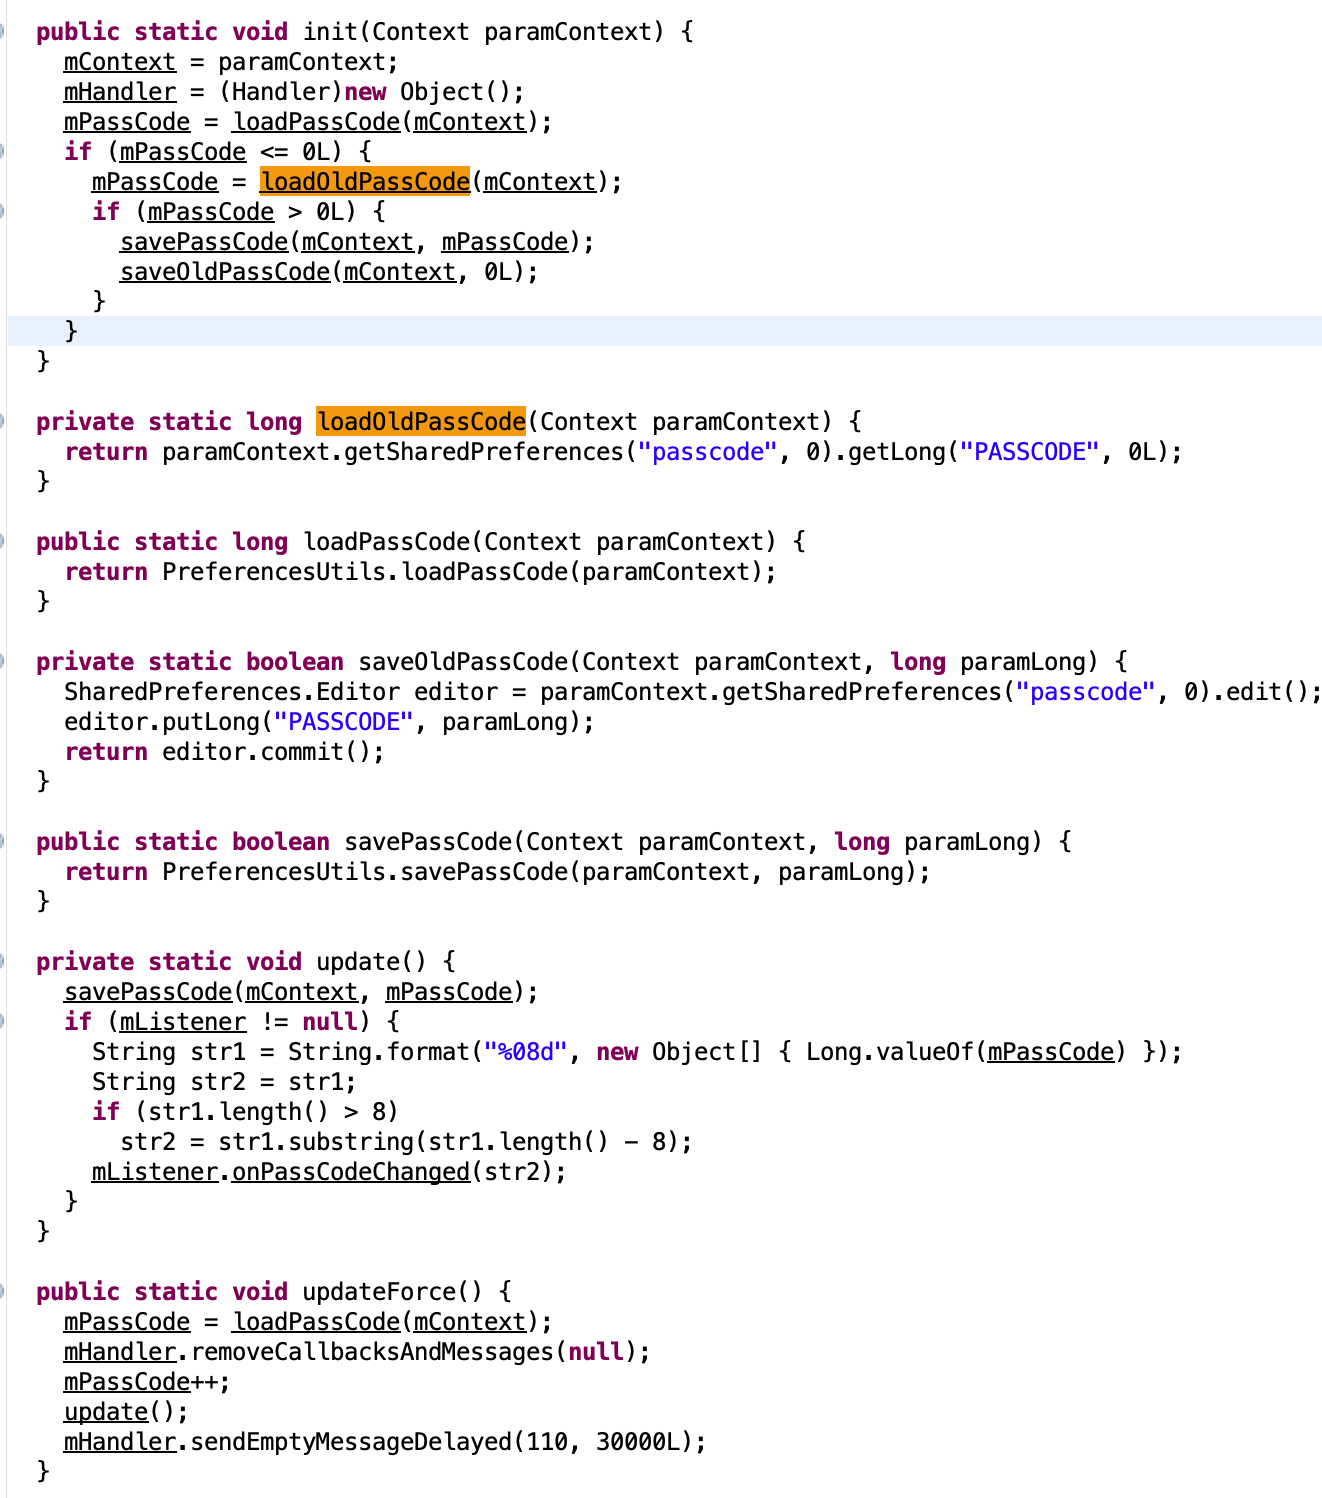 public static void init(Context paramContext) {
mContext = paramContext;
mHandler = (Handler)new Object();
mPassCode = loadPassCode(mContext);
if (mPassCode <= 0L) {
mPassCode = loadOldPassCode(mContext);
if (mPassCode > 0L) {
savePassCode(mContext, mPassCode);
saveOldPassCode(mContext, 0L);
}
}
}
private static long loadOldPassCode(Context paramContext) {
return paramContext.getSharedPreferences("passcode", 0).getLong("PASSCODE", 0L);
}
public static long loadPassCode(Context paramContext) {
return PreferencesUtils.loadPassCode(paramContext);
}
private static boolean saveOldPassCode(Context paramContext, long paramLong) {
SharedPreferences.Editor editor = paramContext.getSharedPreferences("passcode", 0).edit();
editor.putLong("PASSCODE", paramLong);
return editor.commit();
}
public static boolean savePassCode(Context paramContext, long paramLong) {
return PreferencesUtils.savePassCode(paramContext, paramLong);
}
private static void update() {
savePassCode(mContext, mPassCode);
if (mListener != null) {
String str1 = String.format("%08d", new Object[] { Long.valueOf(mPassCode) });
String str2 = str1;
if (str1.length() > 8)
str2 = str1.substring(str1.length() - 8);
mListener.onPassCodeChanged(str2);
}
}
public static void updateForce() {
mPassCode = loadPassCode(mContext);
mHandler.removeCallbacksAndMessages(null);
mPassCode++;
update();
mHandler.sendEmptyMessageDelayed(110, 30000L);
}